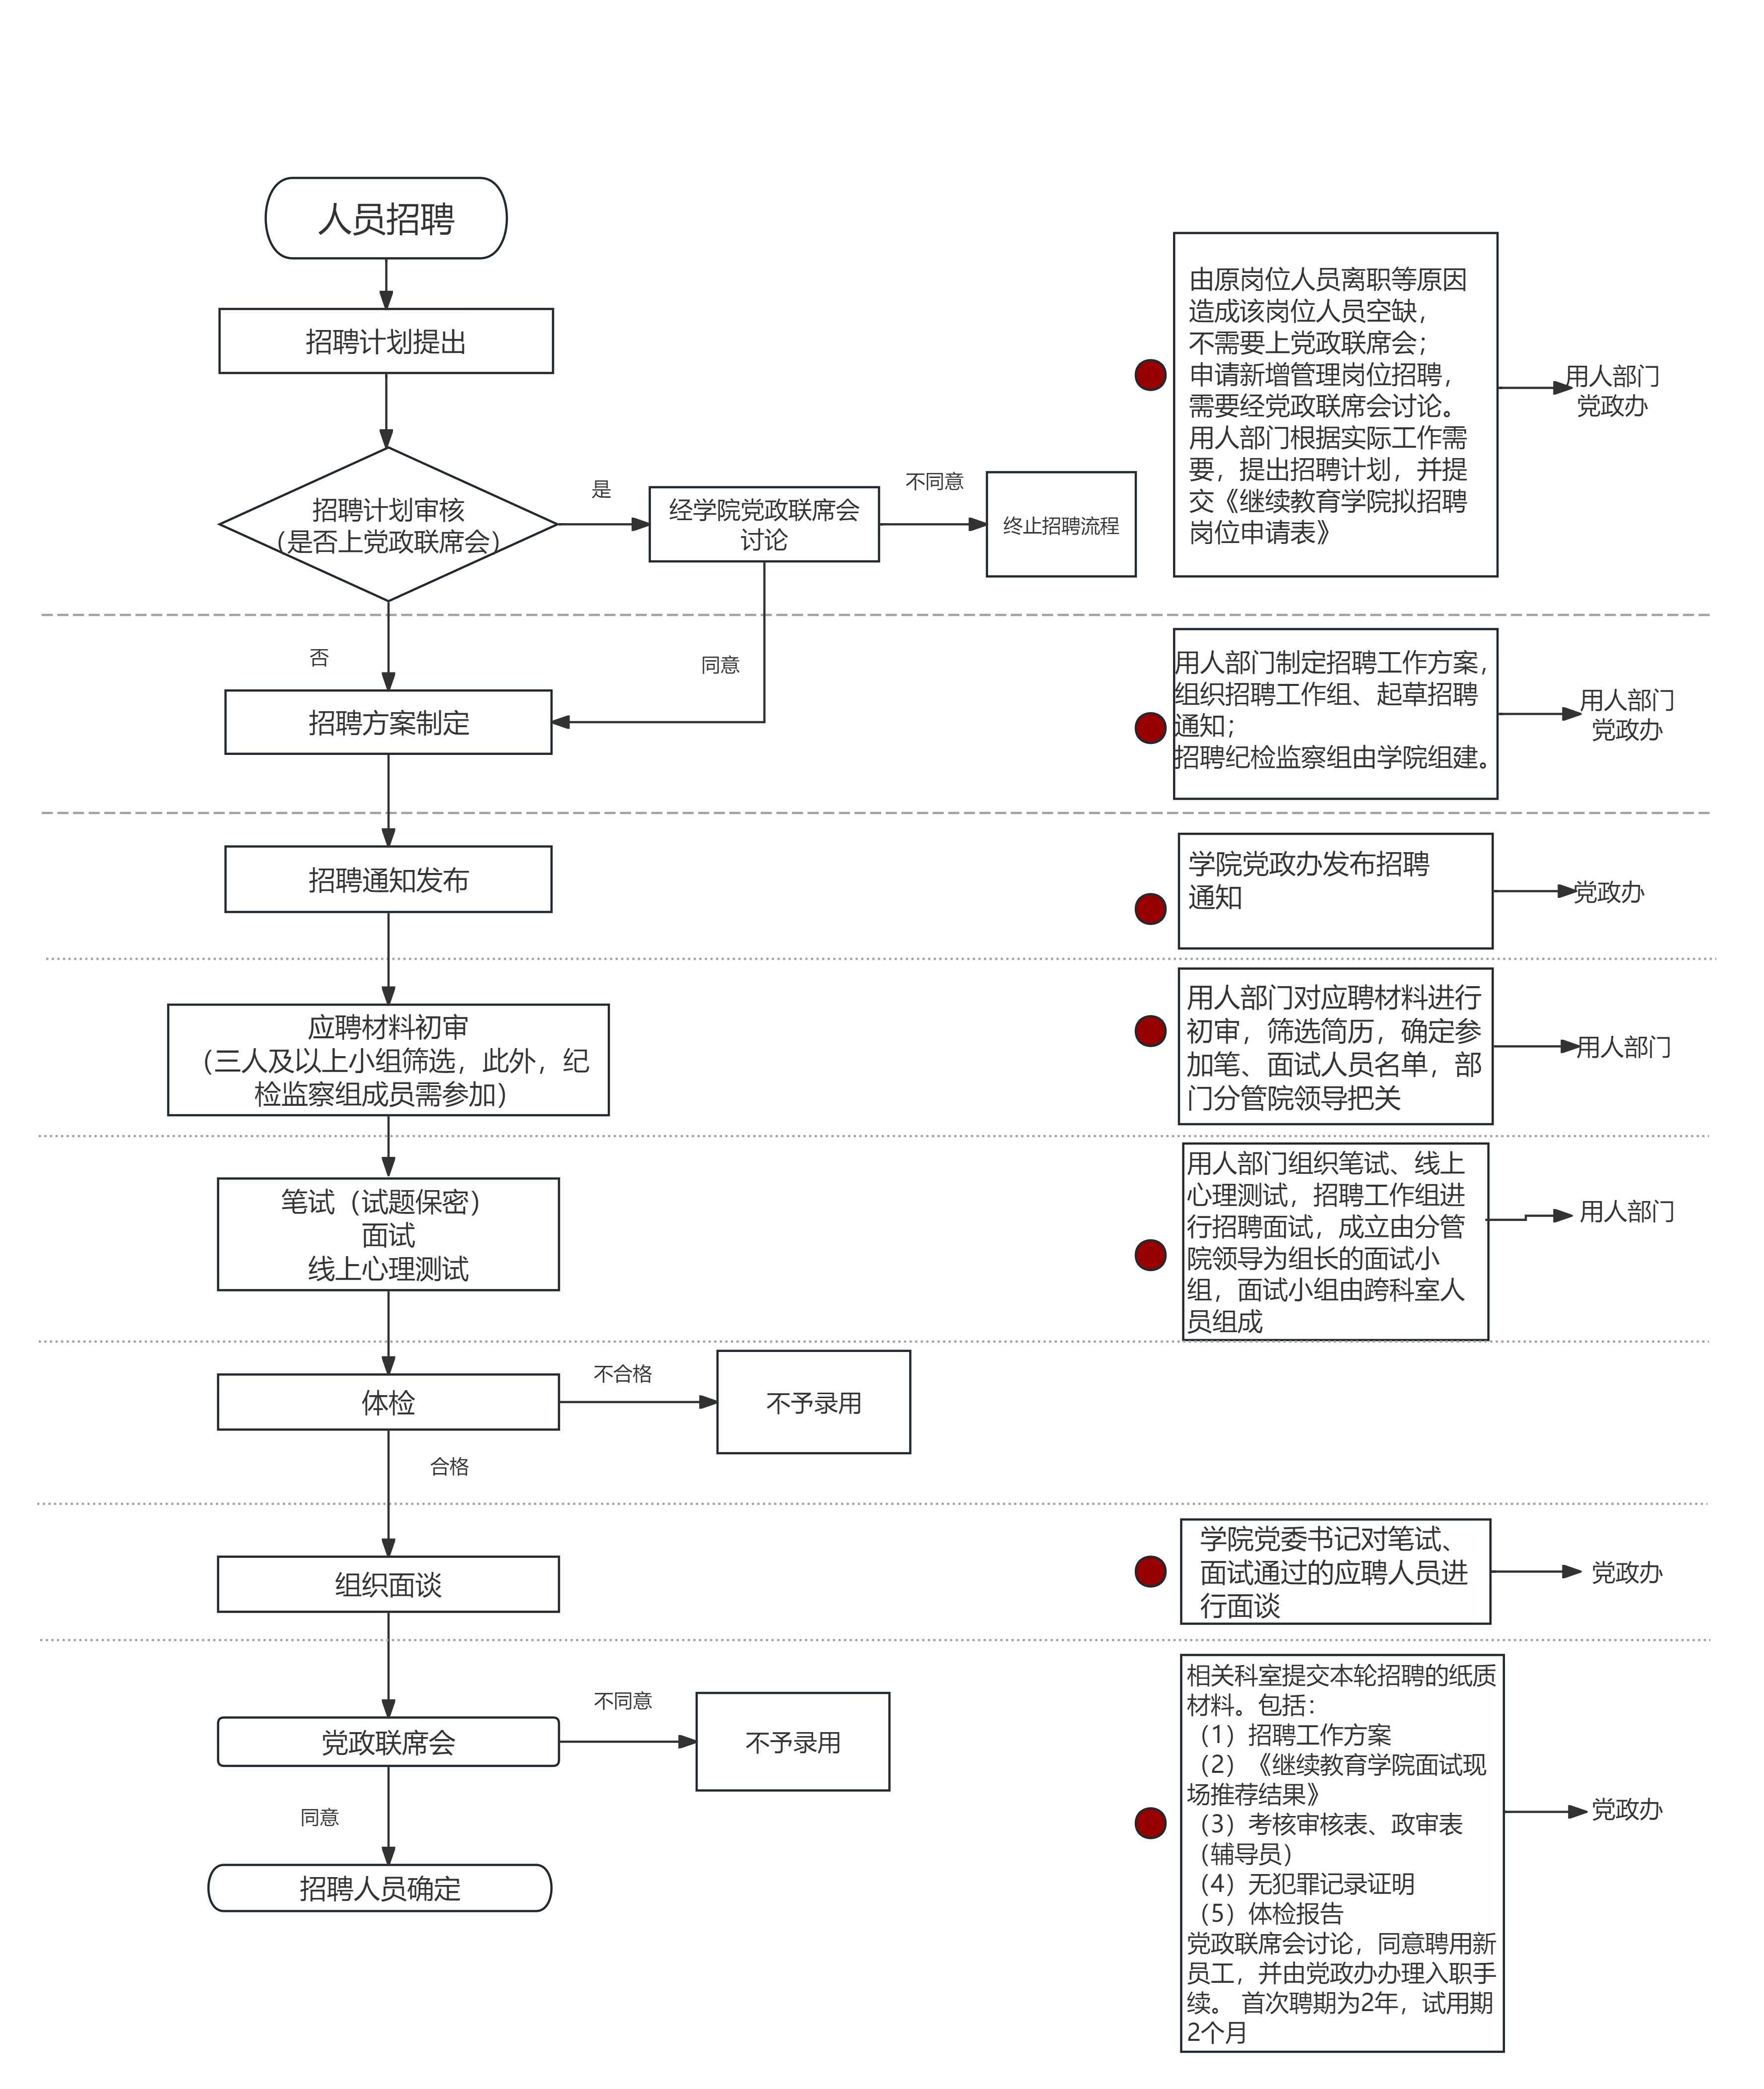 人员招聘
招聘计划提出
招聘计划审核
（是否上党政联席会）
是
经学院党政联席会
讨论
不同意
终止招聘流程
由原岗位人员离职等原因
造成该岗位人员空缺，
不需要上党政联席会；
申请新增管理岗位招聘，
需要经党政联席会讨论。
用人部门根据实际工作需
要，提出招聘计划，并提
交《继续教育学院拟招聘
岗位申请表》
用人部门
党政办
否
同意
招聘方案制定
用人部门制定招聘工作方案，
组织招聘工作组、起草招聘
通知；
招聘纪检监察组由学院组建。
用人部门
党政办
招聘通知发布
学院党政办发布招聘
通知
党政办
应聘材料初审
（三人及以上小组筛选，此外，纪
检监察组成员需参加）
用人部门对应聘材料进行
初审，筛选简历，确定参
加笔、面试人员名单，部
门分管院领导把关
用人部门
笔试（试题保密）
面试
线上心理测试
用人部门组织笔试、线上
心理测试，招聘工作组进
行招聘面试，成立由分管
院领导为组长的面试小
组，面试小组由跨科室人
员组成
用人部门
体检
不合格
不予录用
合格
组织面谈
学院党委书记对笔试、
面试通过的应聘人员进
行面谈
党政办
党政联席会
不同意
不予录用
同意
招聘人员确定
相关科室提交本轮招聘的纸质
材料。包括：
（1）招聘工作方案
（2）《继续教育学院面试现
场推荐结果》
（3）考核审核表、政审表
（辅导员）
（4）无犯罪记录证明
（5）体检报告
党政联席会讨论，同意聘用新
员工，并由党政办办理入职手
续。 首次聘期为2年，试用期
2个月
党政办